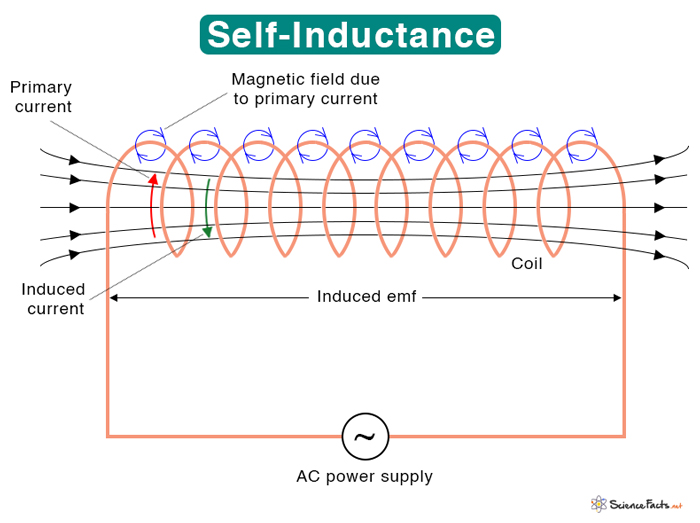 Self-Inductance
Primary
current
Magnetic field due
to primary current
Coil
Induced
current
Induced emf
~
AC power supply
ScienceFacts.net